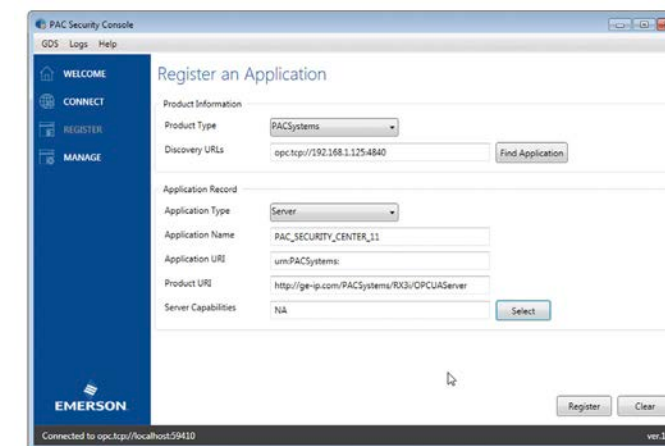 PAC Security Console
GDS Logs Help
WELCOME
CONNECT
REGISTER
MANAGE
Register an Application
Product Information
Product Type PACSystems
Discovery URLs opc.tcp://192.168.1.125:4840 Find Application
Application Record
Application Type Server
Application Name PAC_SECURITY_CENTER_11
Application URI urn:PACSystems:
Product URI http://ge-ip.com/PACSystems/RX3i/OPCUAServer
Server Capabilities NA Select
EMERSON
Register Clear
Connected to opc.tcp://localhost:59410